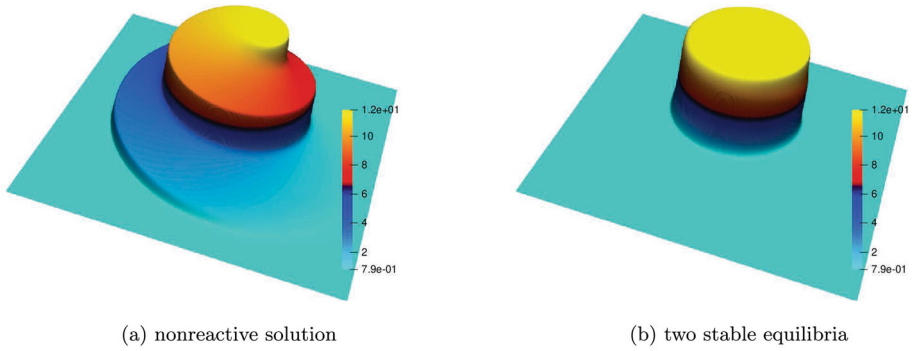 1.2e+01
10
8
6
4
2
7.9e-01
(a) nonreactive solution
1.2e+01
10
8
6
4
2
7.9e-01
(b) two stable equilibria